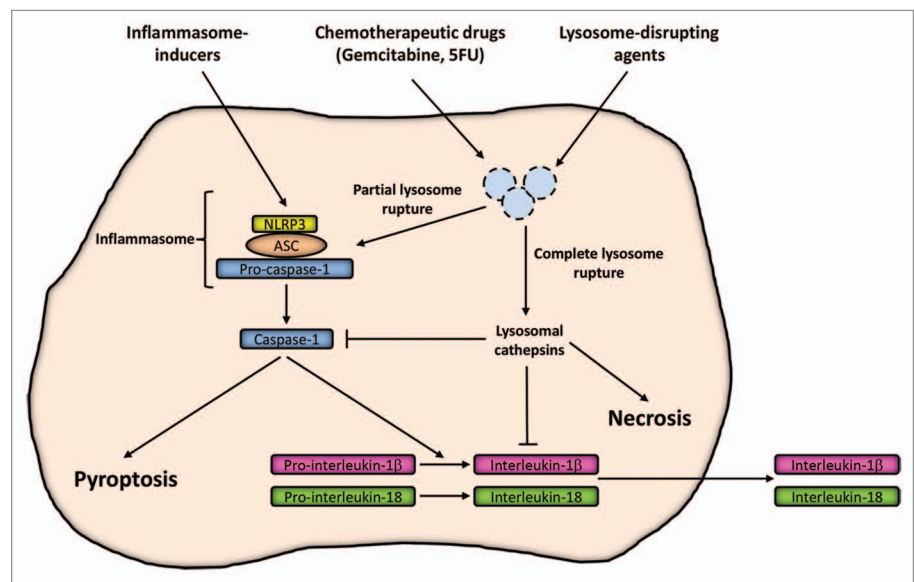 Inflammasome-
inducers
Chemotherapeutic drugs
(Gemcitabine, 5FU)
Lysosome-disrupting
agents
Partial lysosome
rupture
NLRP3
ASC
Inflammasome
Pro-caspase-1
Complete lysosome
rupture
Caspase-1
Lysosomal
cathepsins
Necrosis
Pyroptosis
Pro-interleukin-1β
Interleukin-1β
Interleukin-1β
Pro-interleukin-18
Interleukin-18
Interleukin-18